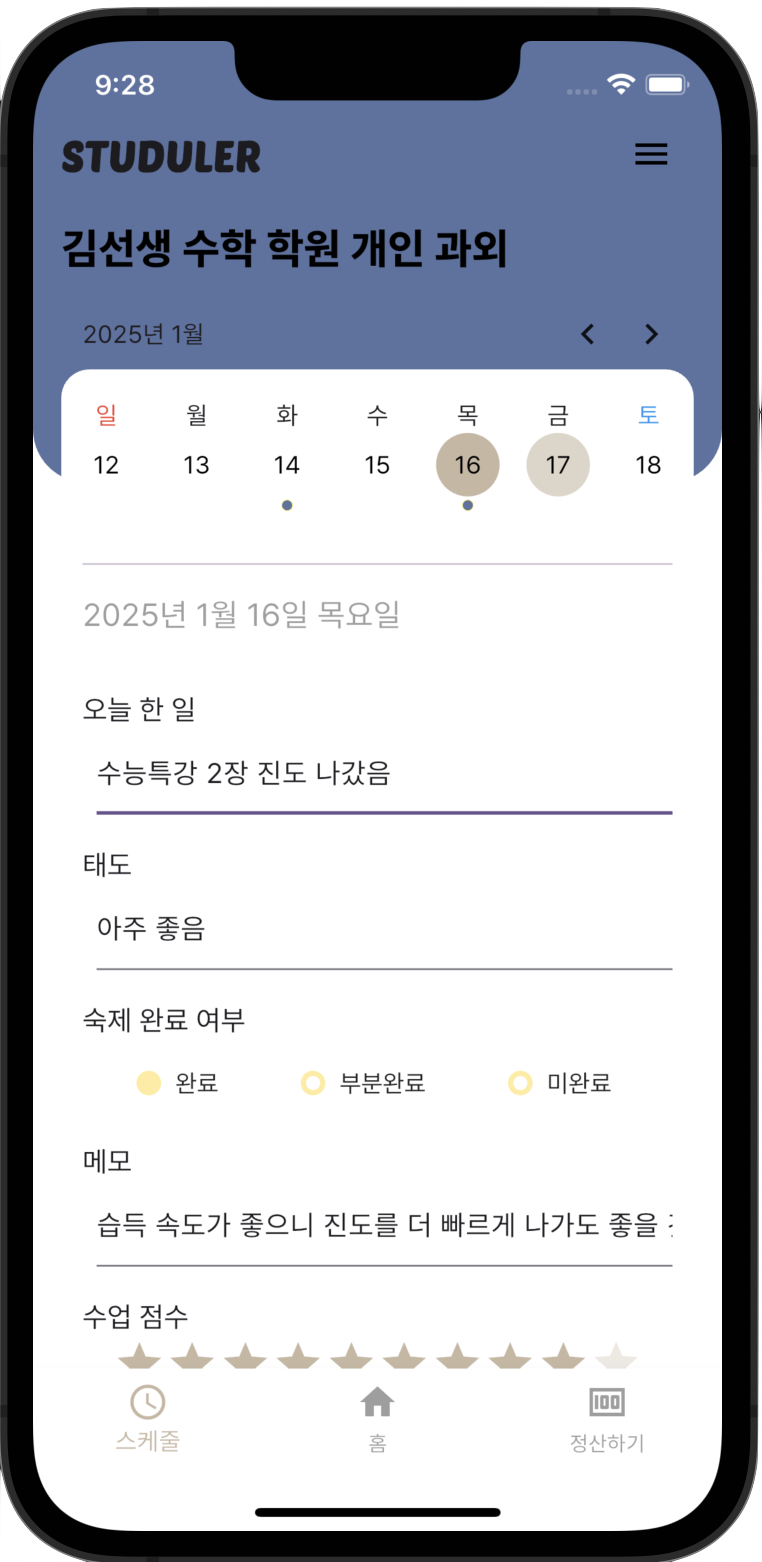 9:28
STUDULER
김선생 수학 학원 개인 과외
2025년 1월
일 월 화 수 목 금 토
12 13 14 15 16 17 18
2025년 1월 16일 목요일
오늘 한 일
수능특강 2장 진도 나갔음
태도
아주 좋음
숙제 완료 여부
완료 부분완료 미완료
메모
습득 속도가 좋으니 진도를 더 빠르게 나가도 좋을
수업 점수
100
스케줄 홈 정산하기